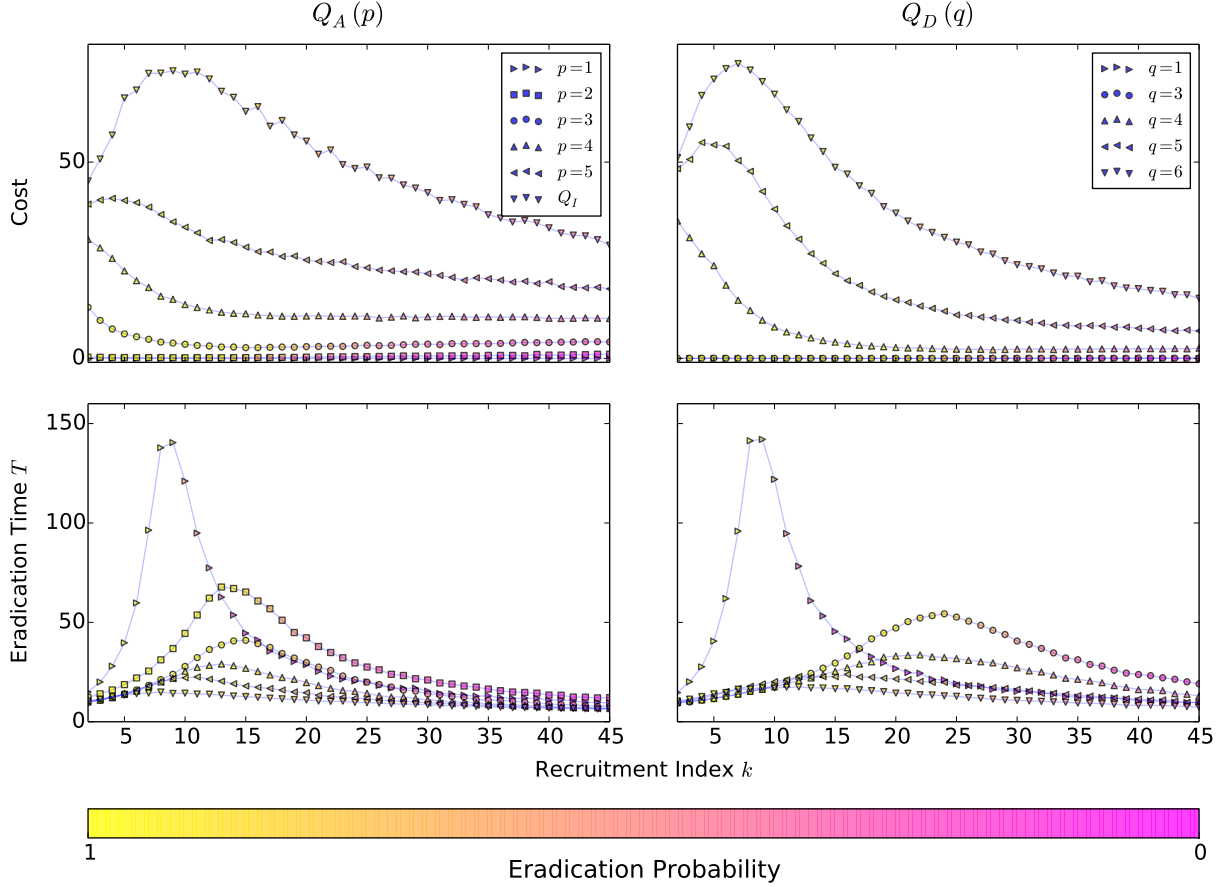 Q_A (p)
Q_D (q)
Cost
50
0
p=1
p=2
p=3
p=4
p=5
Q_I
q=1
q=3
q=4
q=5
q=6
Eradication Time T
150
100
50
0
5 10 15 20 25 30 35 40 45
5 10 15 20 25 30 35 40 45
Recruitment Index k
1 0
Eradication Probability